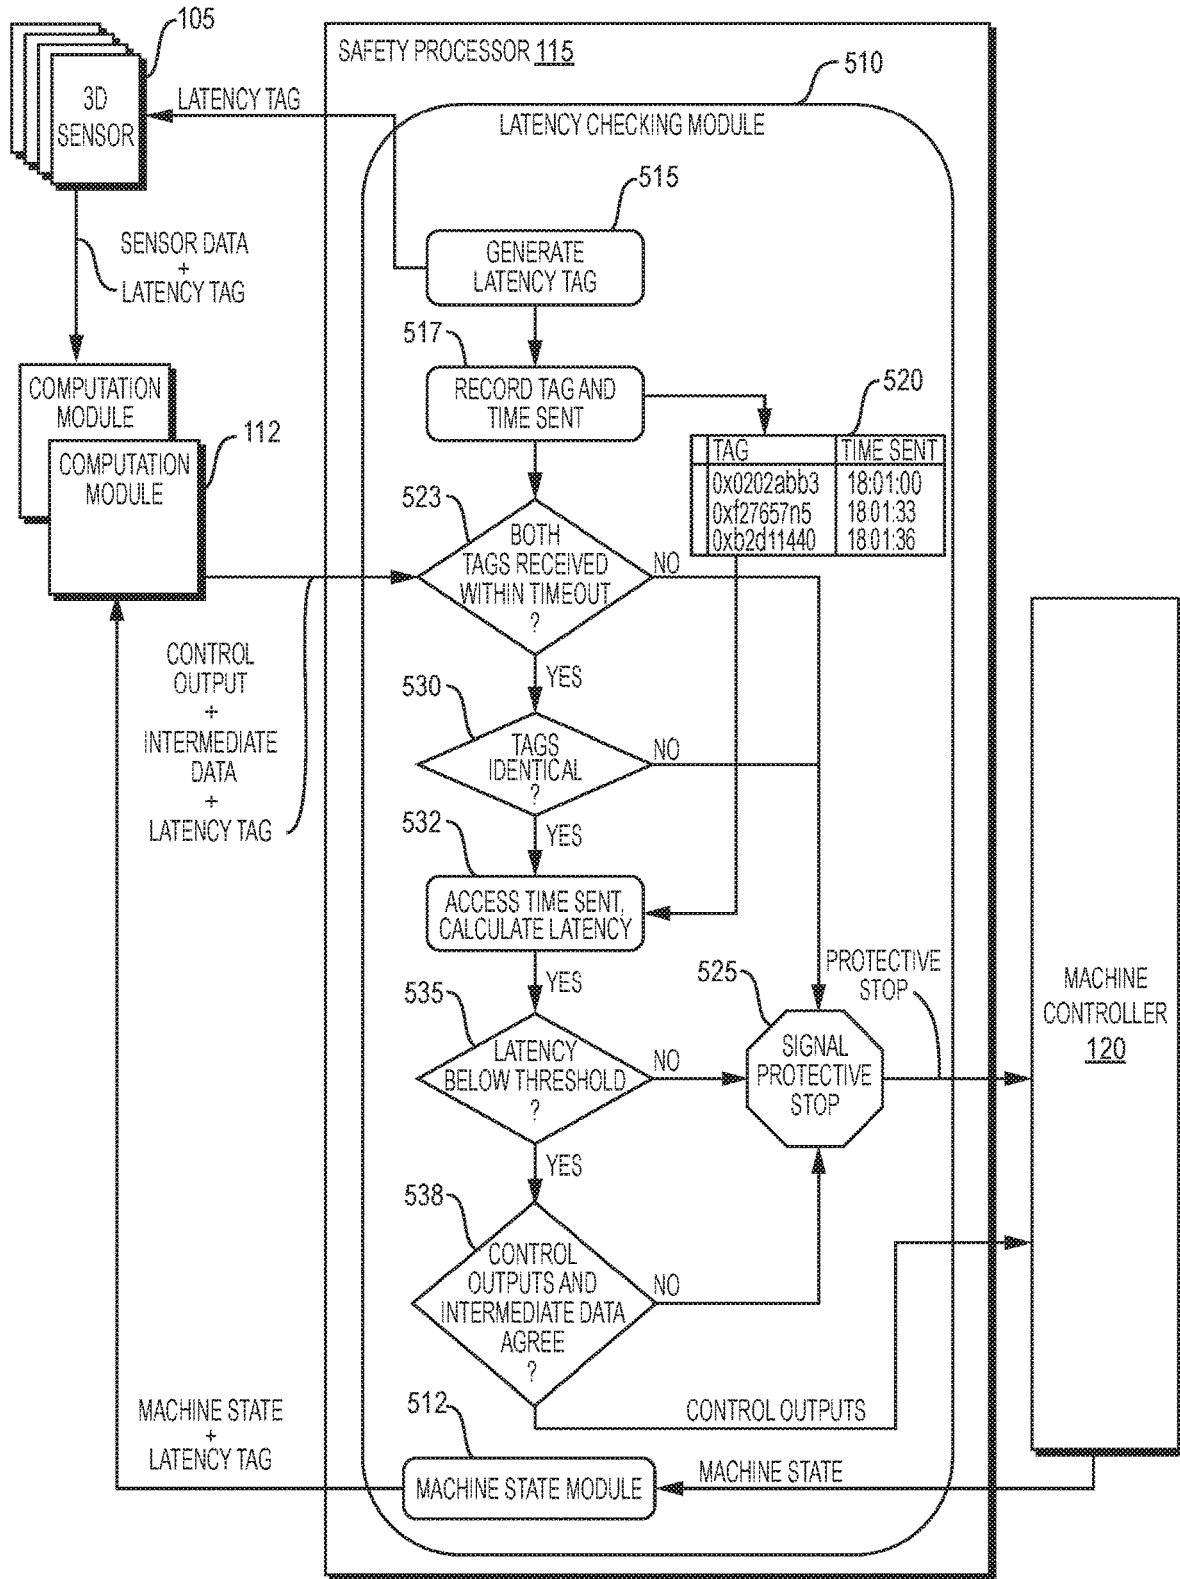 105
3D
SENSOR
LATENCY TAG
SAFETY PROCESSOR 115
510
LATENCY CHECKING MODULE
515
GENERATE
LATENCY TAG
SENSOR DATA
+
LATENCY TAG
517
RECORD TAG AND
TIME SENT
520
TAG TIME SENT
0x0202abb3 18:01:00
0xf27657n5 18:01:33
0xb2d11440 18:01:36
COMPUTATION
MODULE
112
COMPUTATION
MODULE
523
BOTH
TAGS RECEIVED
WITHIN TIMEOUT
?
NO
YES
CONTROL
OUTPUT
+
INTERMEDIATE
DATA
+
LATENCY TAG
530
TAGS
IDENTICAL
?
NO
YES
532
ACCESS TIME SENT,
CALCULATE LATENCY
YES
535
LATENCY
BELOW THRESHOLD
?
NO
YES
525
SIGNAL
PROTECTIVE
STOP
PROTECTIVE
STOP
MACHINE
CONTROLLER
120
538
CONTROL
OUTPUTS AND
INTERMEDIATE DATA
AGREE
?
NO
CONTROL OUTPUTS
512
MACHINE STATE MODULE
MACHINE STATE
MACHINE STATE
+
LATENCY TAG